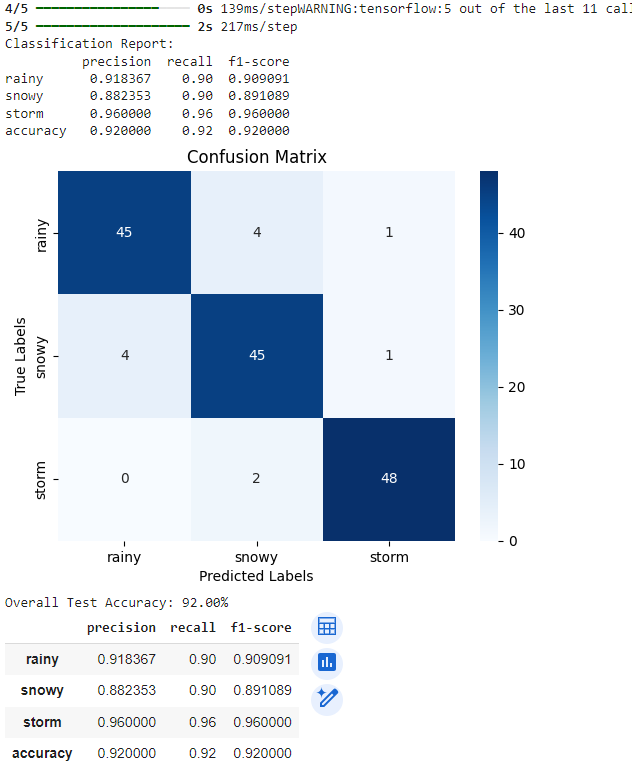 4/5 ━━━━━━━━━━━━━━━━━━━━ 0s 139ms/stepWARNING:tensorflow:5 out of the last 11 call
5/5 ━━━━━━━━━━━━━━━━━━━━ 2s 217ms/step
Classification Report:
precision recall f1-score
rainy 0.918367 0.90 0.909091
snowy 0.882353 0.90 0.891089
storm 0.960000 0.96 0.960000
accuracy 0.920000 0.92 0.920000
Confusion Matrix
True Labels
rainy 45 4 1
snowy 4 45 1
storm 0 2 48
rainy snowy storm
Predicted Labels
40
30
20
10
0
Overall Test Accuracy: 92.00%
precision recall f1-score
rainy 0.918367 0.90 0.909091
snowy 0.882353 0.90 0.891089
storm 0.960000 0.96 0.960000
accuracy 0.920000 0.92 0.920000